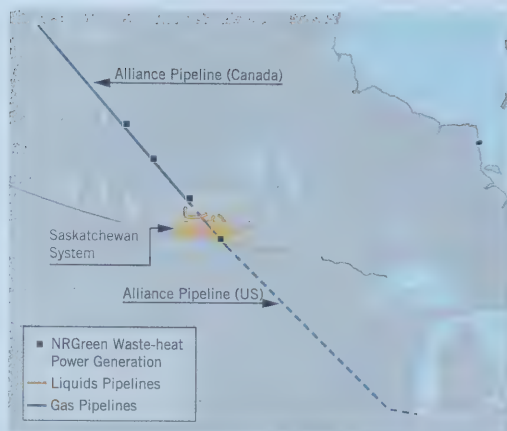 Alliance Pipeline (Canada)
Saskatchewan
System
Alliance Pipeline (US)
NRGreen Waste-heat
Power Generation
Liquids Pipelines
Gas Pipelines